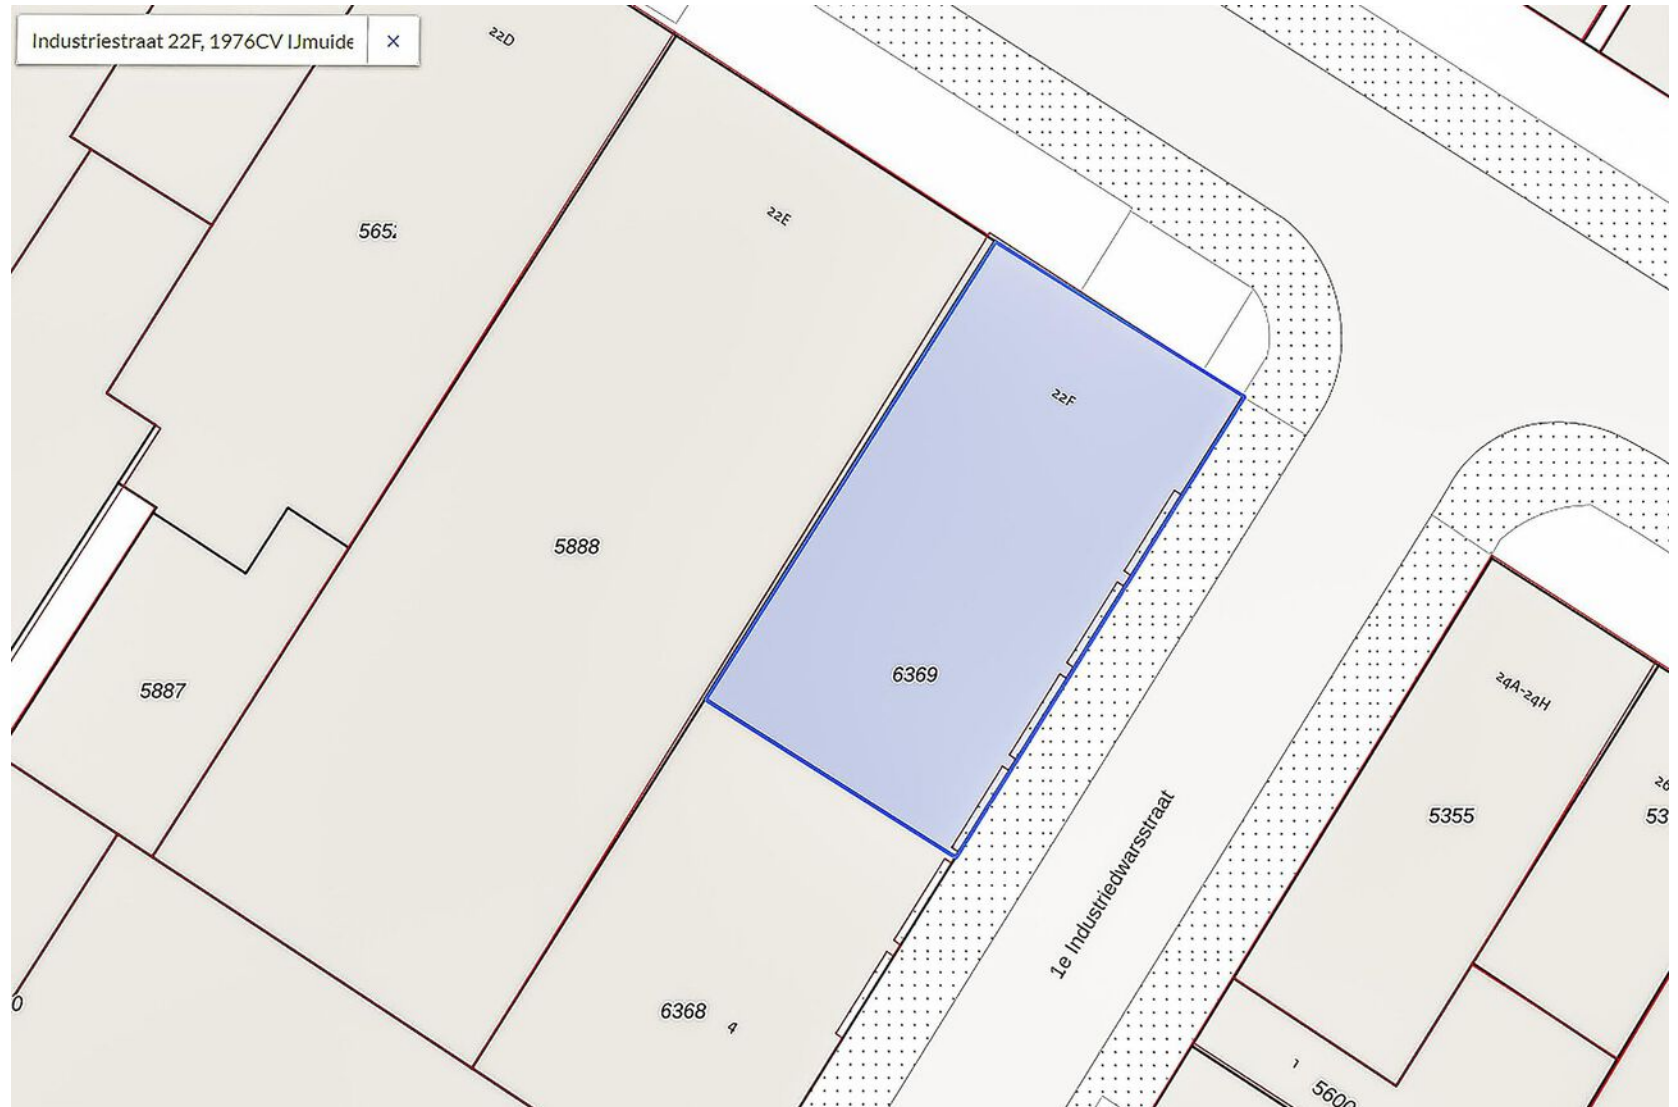 Industriestraat 22F, 1976CV IJmuide
22D
5652
22E
5888
22F
6369
5887
24A-24H
5355
1e Industriedwarsstraat
6368
4
1
5600